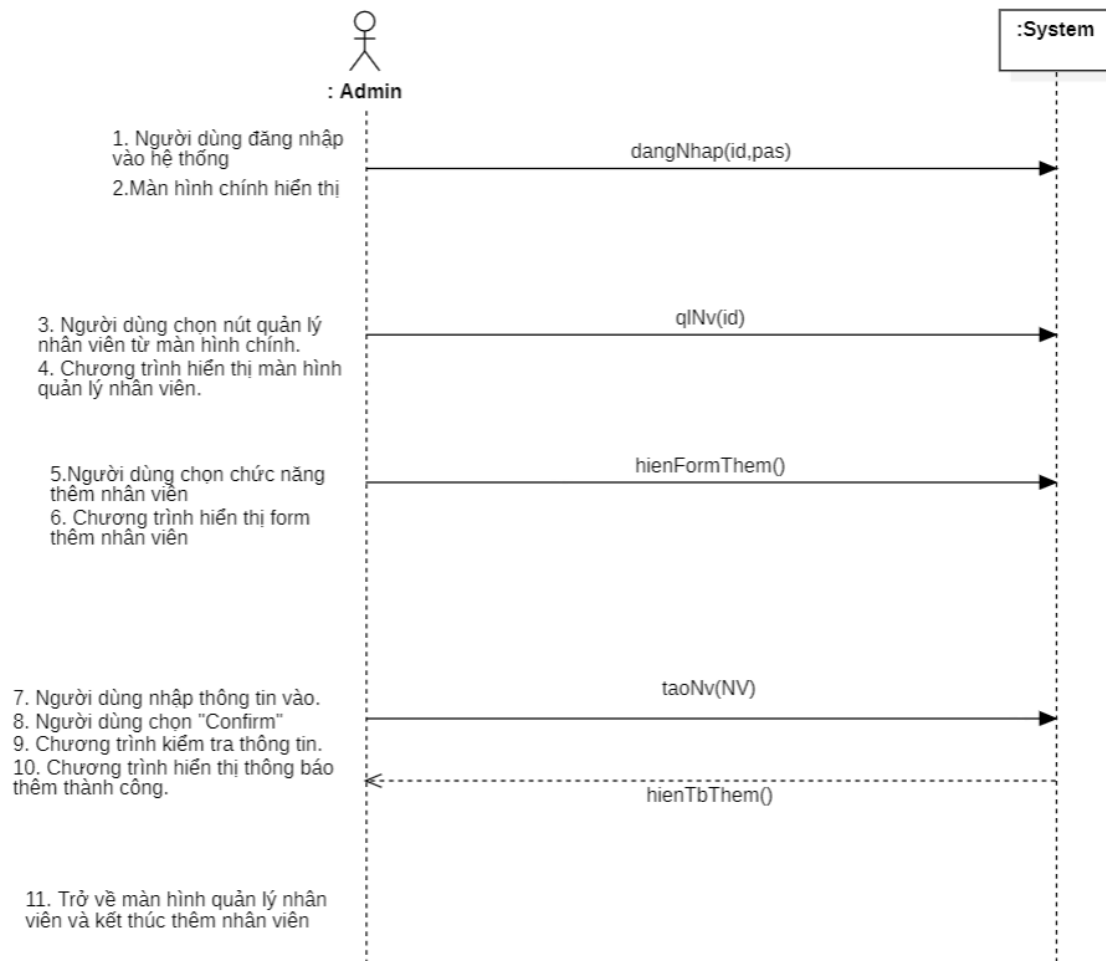 :System
: Admin
1. Người dùng đăng nhập
vào hệ thống
dangNhap(id,pas)
2.Màn hình chính hiển thị
qlNv(id)
3. Người dùng chọn nút quản lý
nhân viên từ màn hình chính.
4. Chương trình hiển thị màn hình
quản lý nhân viên.
hienFormThem()
5.Người dùng chọn chức năng
thêm nhân viên
6. Chương trình hiển thị form
thêm nhân viên
taoNv(NV)
7. Người dùng nhập thông tin vào.
8. Người dùng chọn "Confirm"
9. Chương trình kiểm tra thông tin.
10. Chương trình hiển thị thông báo
thêm thành công.
hienTbThem()
11. Trở về màn hình quản lý nhân
viên và kết thúc thêm nhân viên